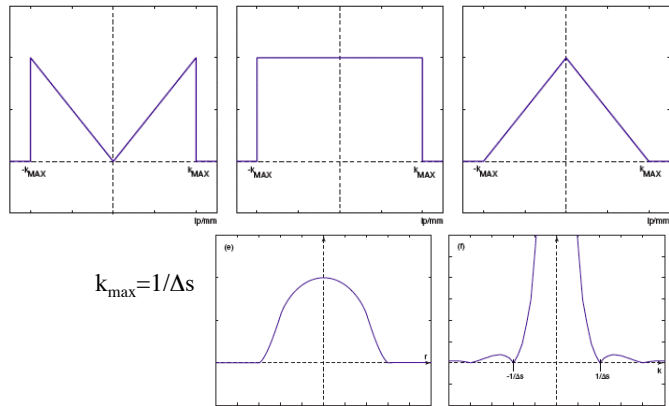 -kMAX kMAX
lp/mm
-kMAX kMAX
lp/mm
-kMAX kMAX
lp/mm
kmax=1/Δs
(e)
r
(f)
-1/Δs 1/Δs
k